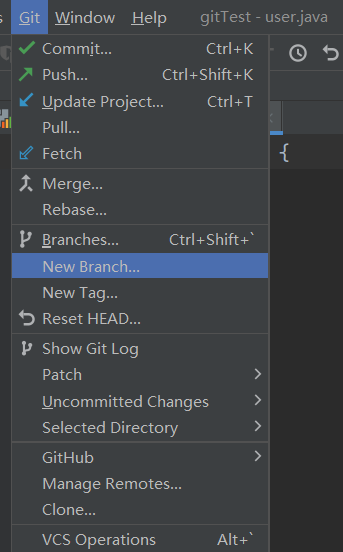 Git Window Help gitTest - user.java
Commit... Ctrl+K
Push... Ctrl+Shift+K
Update Project... Ctrl+T
Pull...
Fetch
{
Merge...
Rebase...
Branches... Ctrl+Shift+`
New Branch...
New Tag...
Reset HEAD...
Show Git Log
Patch
Uncommitted Changes
Selected Directory
GitHub
Manage Remotes...
Clone...
VCS Operations Alt+`